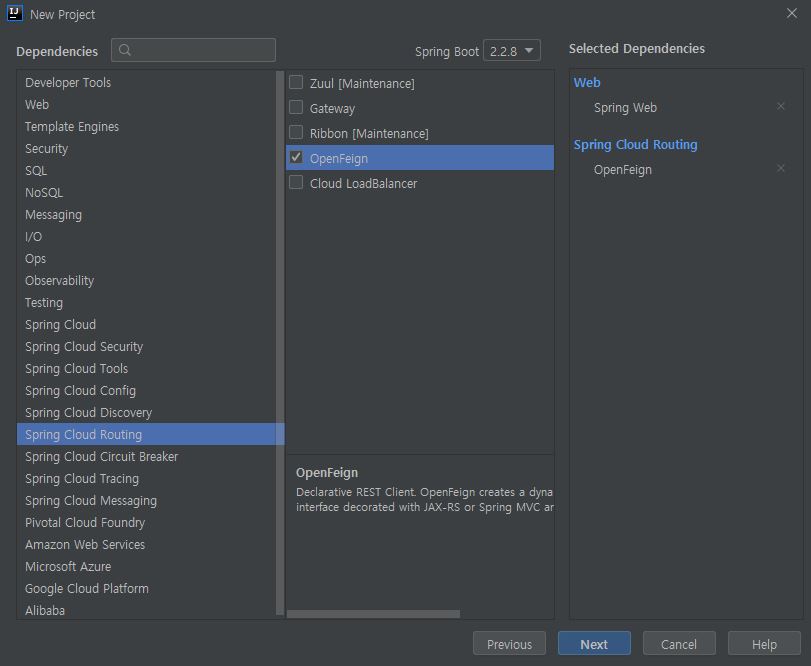 IJ
New Project
Dependencies
Spring Boot 2.2.8
Selected Dependencies
Developer Tools
Web
Template Engines
Security
SQL
NoSQL
Messaging
I/O
Ops
Observability
Testing
Spring Cloud
Spring Cloud Security
Spring Cloud Tools
Spring Cloud Config
Spring Cloud Discovery
Spring Cloud Routing
Spring Cloud Circuit Breaker
Spring Cloud Tracing
Spring Cloud Messaging
Pivotal Cloud Foundry
Amazon Web Services
Microsoft Azure
Google Cloud Platform
Alibaba
Zuul [Maintenance]
Gateway
Ribbon [Maintenance]
OpenFeign
Cloud LoadBalancer
OpenFeign
Declarative REST Client. OpenFeign creates a dyna
interface decorated with JAX-RS or Spring MVC ar
Web
Spring Web
Spring Cloud Routing
OpenFeign
Previous
Next
Cancel
Help